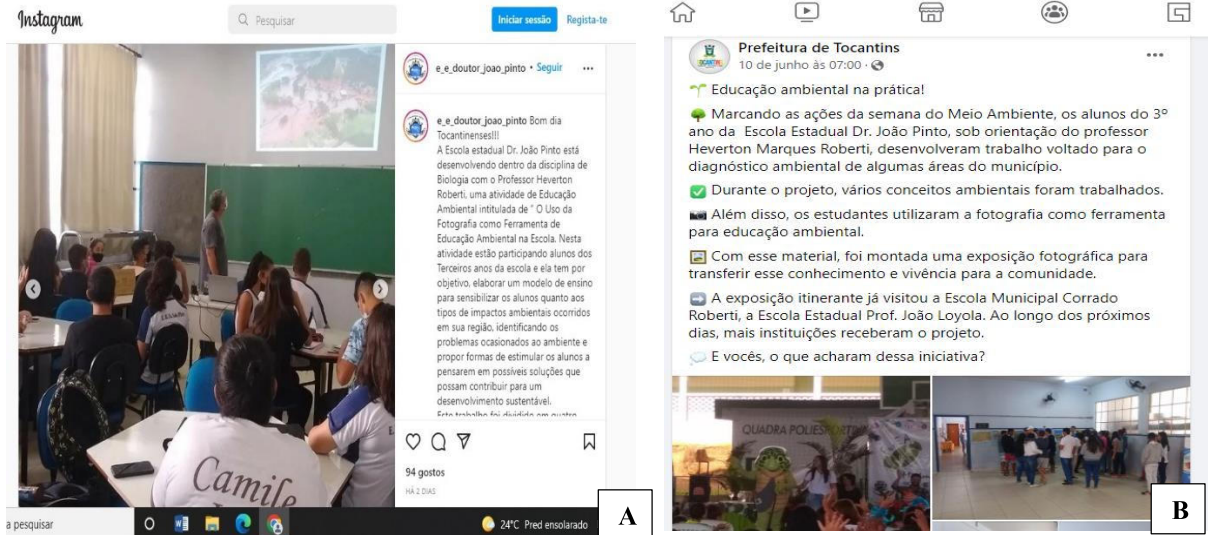 Instagram
Pesquisar
Iniciar sessão
Regista-te
e_e_doutor_joao_pinto • Seguir
e_e_doutor_joao_pinto Bom dia
Tocantinenses!!!
A Escola estadual Dr. João Pinto está
desenvolvendo dentro da disciplina de
Biologia com o Professor Heverton
Roberti, uma atividade de Educação
Ambiental intitulada de " O Uso da
Fotografia como Ferramenta de
Educação Ambiental na Escola. Nesta
atividade estão participando alunos dos
Terceiros anos da escola e ela tem por
objetivo, elaborar um modelo de ensino
para sensibilizar os alunos quanto aos
tipos de impactos ambientais ocorridos
em sua região, identificando os
problemas ocasionados ao ambiente e
propor formas de estimular os alunos a
pensarem em possíveis soluções que
possam contribuir para um
desenvolvimento sustentável.
Este trabalho foi dividido em quatro
94 gostos
HÁ 2 DIAS
Camile
a pesquisar
24°C Pred ensolarado
A
Prefeitura de Tocantins
10 de junho às 07:00 ·
Educação ambiental na prática!
Marcando as ações da semana do Meio Ambiente, os alunos do 3º
ano da Escola Estadual Dr. João Pinto, sob orientação do professor
Heverton Marques Roberti, desenvolveram trabalho voltado para o
diagnóstico ambiental de algumas áreas do município.
Durante o projeto, vários conceitos ambientais foram trabalhados.
Além disso, os estudantes utilizaram a fotografia como ferramenta
para educação ambiental.
Com esse material, foi montada uma exposição fotográfica para
transferir esse conhecimento e vivência para a comunidade.
A exposição itinerante já visitou a Escola Municipal Corrado
Roberti, a Escola Estadual Prof. João Loyola. Ao longo dos próximos
dias, mais instituições receberam o projeto.
E vocês, o que acharam dessa iniciativa?
QUADRA POLIESPORTIV
B